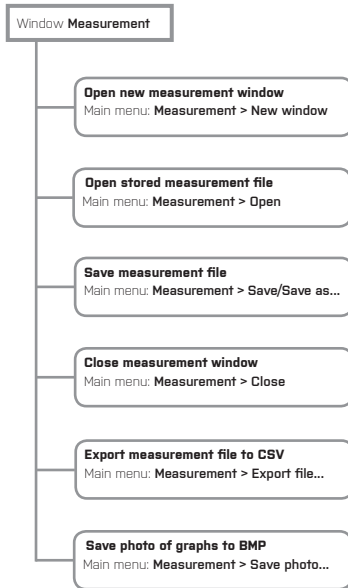 Window Measurement
Open new measurement window
Main menu: Measurement > New window
Open stored measurement file
Main menu: Measurement > Open
Save measurement file
Main menu: Measurement > Save/Save as...
Close measurement window
Main menu: Measurement > Close
Export measurement file to CSV
Main menu: Measurement > Export file...
Save photo of graphs to BMP
Main menu: Measurement > Save photo...